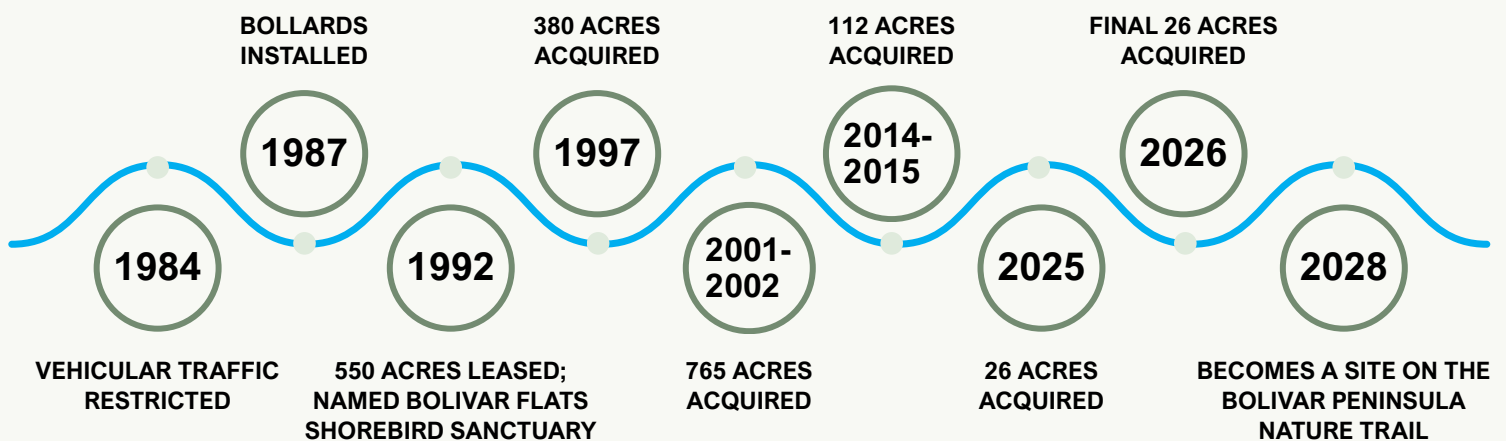 1984
VEHICULAR TRAFFIC
RESTRICTED
BOLLARDS
INSTALLED
1987
1992
550 ACRES LEASED;
NAMED BOLIVAR FLATS
SHOREBIRD SANCTUARY
380 ACRES
ACQUIRED
1997
2001-
2002
765 ACRES
ACQUIRED
112 ACRES
ACQUIRED
2014-
2015
2025
26 ACRES
ACQUIRED
FINAL 26 ACRES
ACQUIRED
2026
2028
BECOMES A SITE ON THE
BOLIVAR PENINSULA
NATURE TRAIL